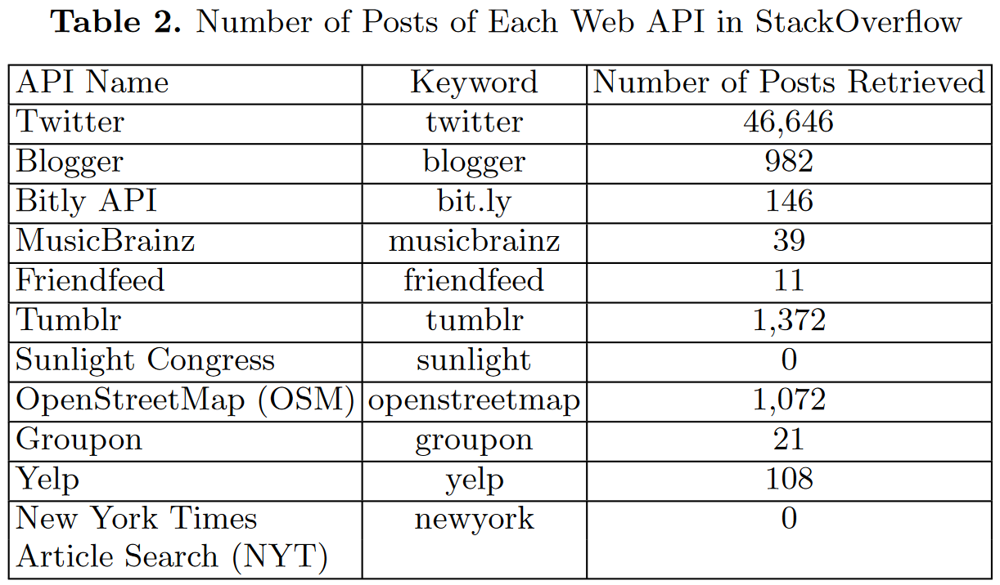 Table 2. Number of Posts of Each Web API in StackOverflow
API Name Keyword Number of Posts Retrieved
Twitter twitter 46,646
Blogger blogger 982
Bitly API bit.ly 146
MusicBrainz musicbrainz 39
Friendfeed friendfeed 11
Tumblr tumblr 1,372
Sunlight Congress sunlight 0
OpenStreetMap (OSM) openstreetmap 1,072
Groupon groupon 21
Yelp yelp 108
New York Times newyork 0
Article Search (NYT)